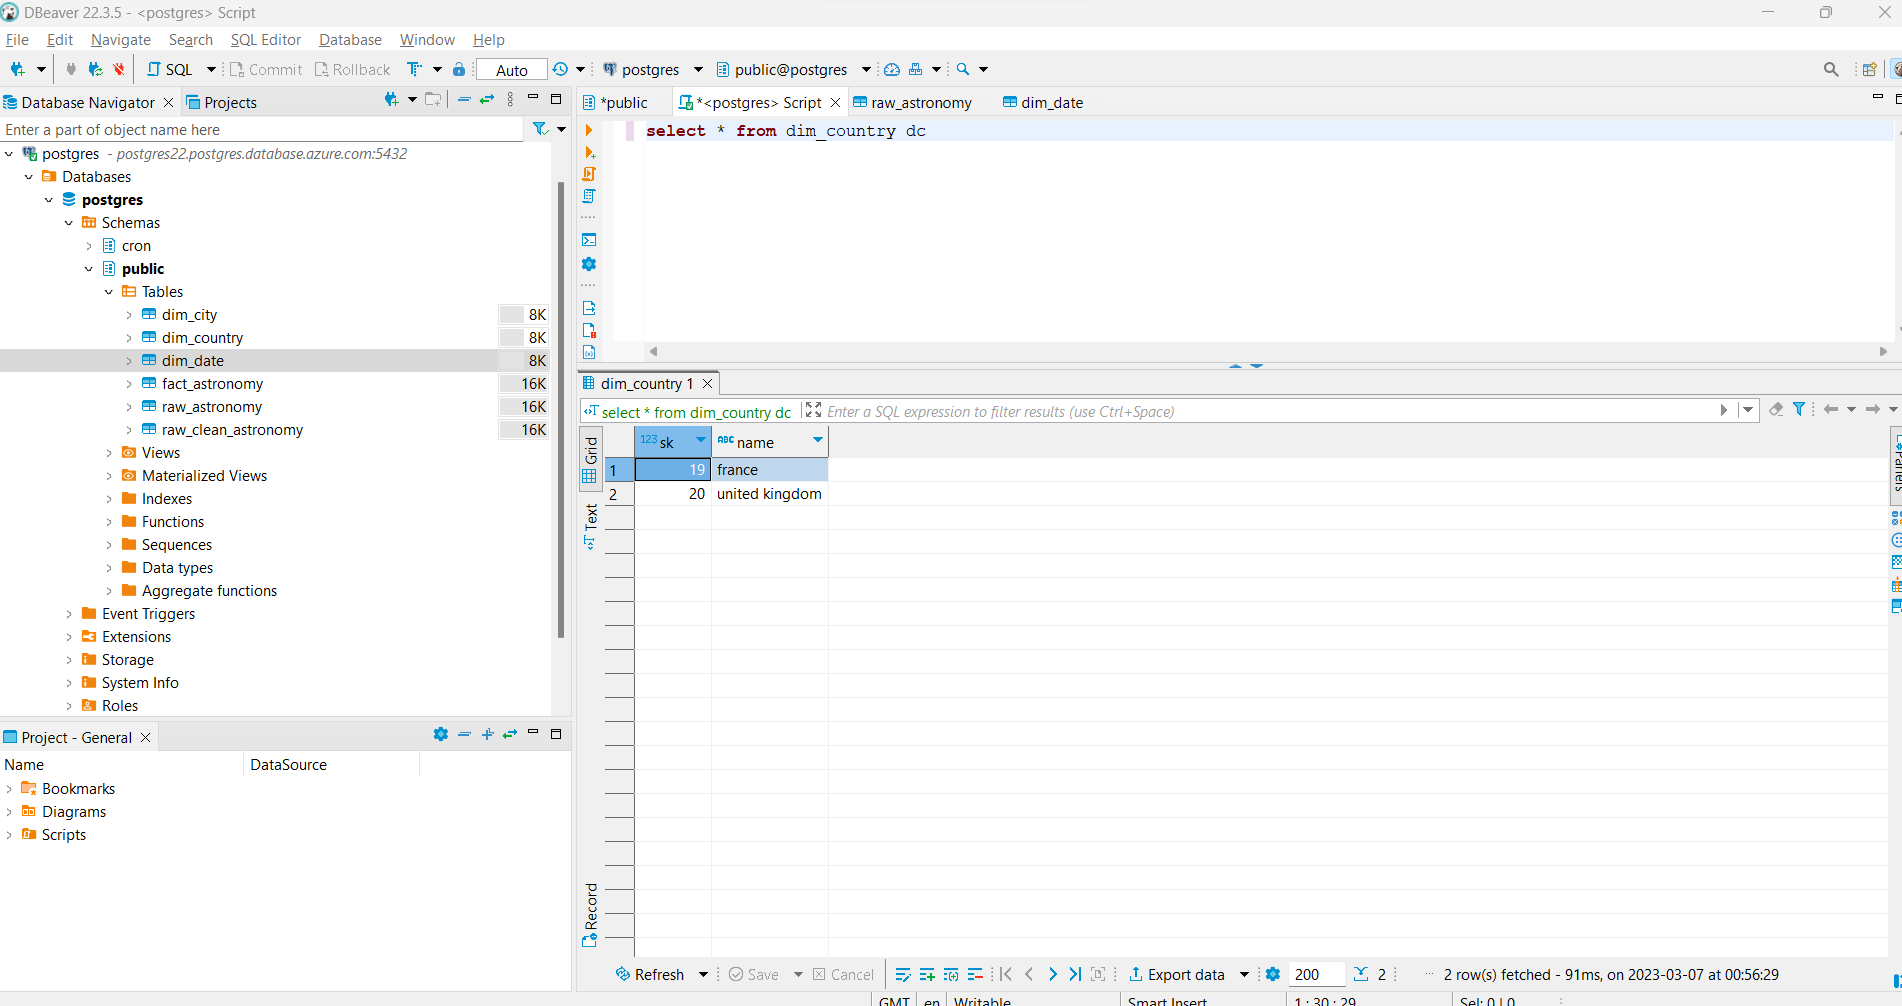 DBeaver 22.3.5 - <postgres> Script
File Edit Navigate Search SQL Editor Database Window Help
SQL Commit Rollback Auto postgres public@postgres
Database Navigator Projects
Enter a part of object name here
postgres - postgres22.postgres.database.azure.com:5432
Databases
postgres
Schemas
cron
public
Tables
dim_city 8K
dim_country 8K
dim_date 8K
fact_astronomy 16K
raw_astronomy 16K
raw_clean_astronomy 16K
Views
Materialized Views
Indexes
Functions
Sequences
Data types
Aggregate functions
Event Triggers
Extensions
Storage
System Info
Roles
Project - General
Name DataSource
Bookmarks
Diagrams
Scripts
*public *<postgres> Script raw_astronomy dim_date
select * from dim_country dc
dim_country 1
select * from dim_country dc Enter a SQL expression to filter results (use Ctrl+Space)
Grid
Text
Record
123 sk ABC name
1 19 france
2 20 united kingdom
Panels
Refresh Save Cancel Export data 200 2 ··· 2 row(s) fetched - 91ms, on 2023-03-07 at 00:56:29
GMT en Writable Smart Insert 1 : 30 : 29 Sel: 0 | 0